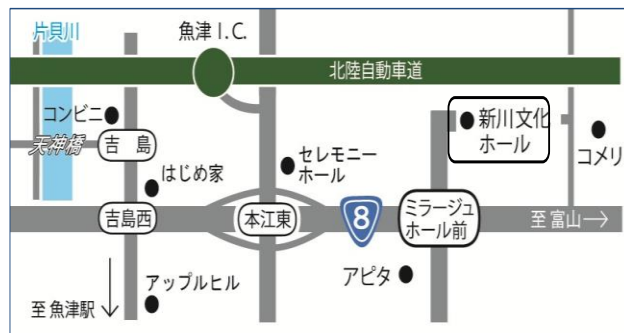 片貝川
魚津 I.C.
北陸自動車道
コンビニ
天神橋
吉 島
新川文化
ホール
コメリ
はじめ家
セレモニー
ホール
吉島西
本江東
8
ミラージュ
ホール前
至富山→
アップルヒル
アピタ
至魚津駅